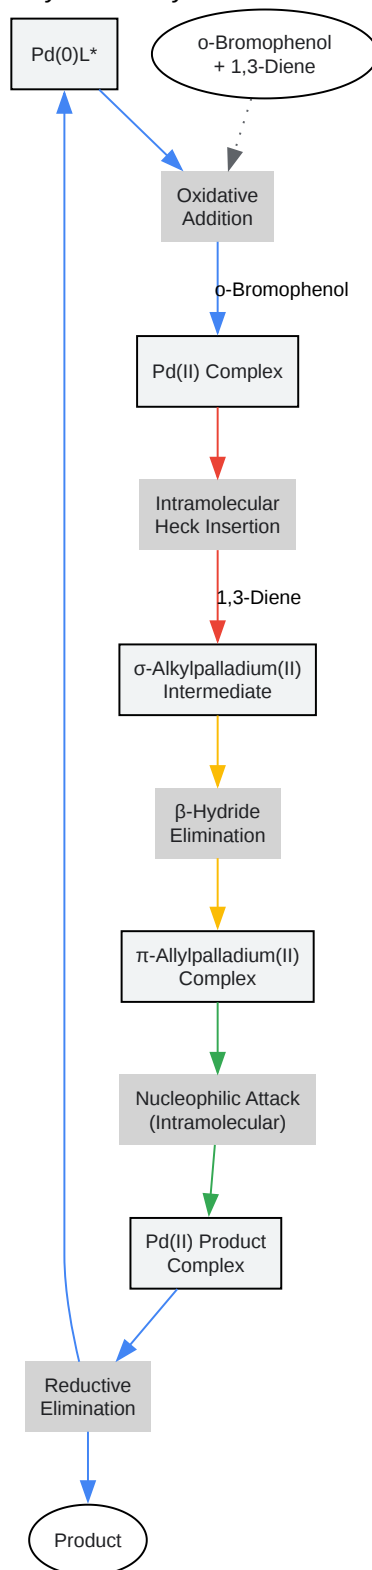 Pd(0)L*
o-Bromophenol
+ 1,3-Diene
Oxidative
Addition
o-Bromophenol
Pd(II) Complex
Intramolecular
Heck Insertion
1,3-Diene
σ-Alkylpalladium(II)
Intermediate
β-Hydride
Elimination
π-Allylpalladium(II)
Complex
Nucleophilic Attack
(Intramolecular)
Pd(II) Product
Complex
Reductive
Elimination
Product